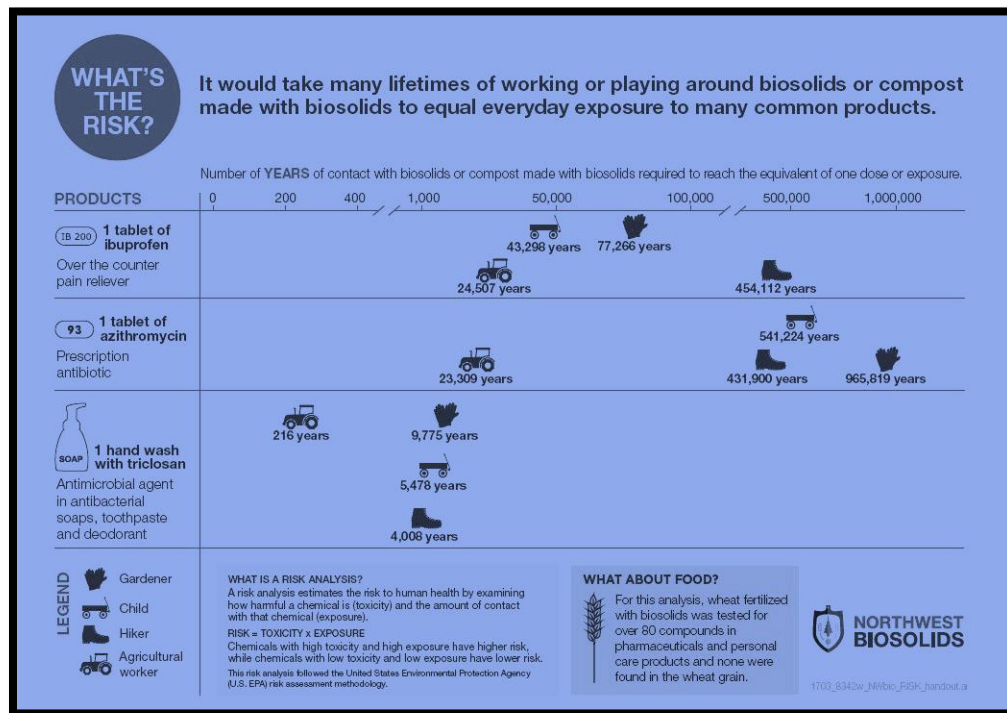 WHAT'S
THE
RISK?
It would take many lifetimes of working or playing around biosolids or compost
made with biosolids to equal everyday exposure to many common products.
Number of YEARS of contact with biosolids or compost made with biosolids required to reach the equivalent of one dose or exposure.
PRODUCTS
0 200 400 1,000 50,000 100,000 500,000 1,000,000
IB 200 1 tablet of
ibuprofen
Over the counter
pain reliever
43,298 years 77,266 years
24,507 years 454,112 years
93 1 tablet of
azithromycin
Prescription
antibiotic
541,224 years
23,309 years 431,900 years 965,819 years
SOAP 1 hand wash
with triclosan
Antimicrobial agent
in antibacterial
soaps, toothpaste
and deodorant
216 years 9,775 years
5,478 years
4,008 years
LEGEND
Gardener
Child
Hiker
Agricultural
worker
WHAT IS A RISK ANALYSIS?
A risk analysis estimates the risk to human health by examining
how harmful a chemical is (toxicity) and the amount of contact
with that chemical (exposure).
RISK = TOXICITY x EXPOSURE
Chemicals with high toxicity and high exposure have higher risk,
while chemicals with low toxicity and low exposure have lower risk.
This risk analysis followed the United States Environmental Protection Agency
(U.S. EPA) risk assessment methodology.
WHAT ABOUT FOOD?
For this analysis, wheat fertilized
with biosolids was tested for
over 80 compounds in
pharmaceuticals and personal
care products and none were
found in the wheat grain.
NORTHWEST
BIOSOLIDS
1703_8342w_NWbio_RISK_handout.ai